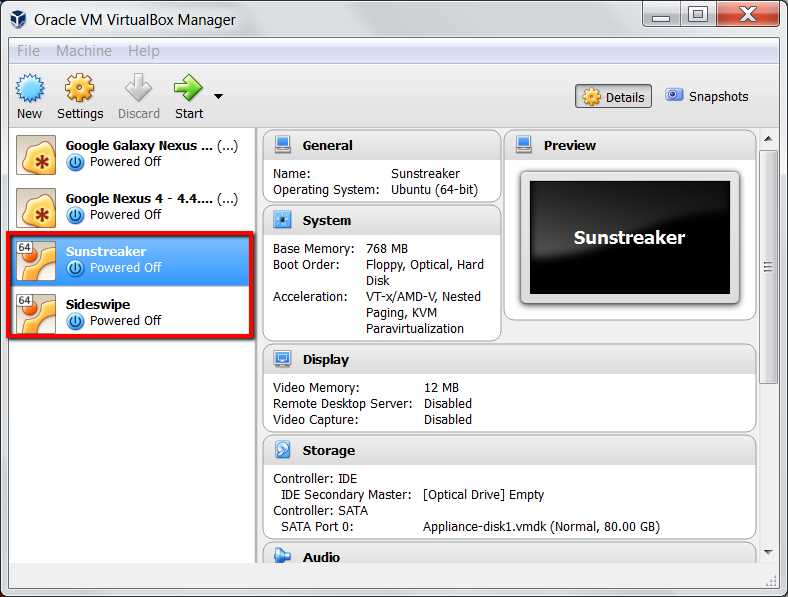 Oracle VM VirtualBox Manager
File Machine Help
New Settings Discard Start Details Snapshots
Google Galaxy Nexus ... (...)
Powered Off
Google Nexus 4 - 4.4.... (...)
Powered Off
64 Sunstreaker
Powered Off
64 Sideswipe
Powered Off
General
Name: Sunstreaker
Operating System: Ubuntu (64-bit)
System
Base Memory: 768 MB
Boot Order: Floppy, Optical, Hard
Disk
Acceleration: VT-x/AMD-V, Nested
Paging, KVM
Paravirtualization
Preview
Sunstreaker
Display
Video Memory: 12 MB
Remote Desktop Server: Disabled
Video Capture: Disabled
Storage
Controller: IDE
IDE Secondary Master: [Optical Drive] Empty
Controller: SATA
SATA Port 0: Appliance-disk1.vmdk (Normal, 80.00 GB)
Audio